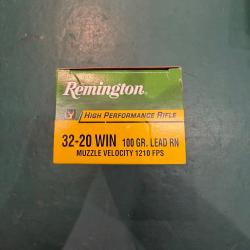 Remington
HIGH PERFORMANCE RIFLE
32-20 WIN 100 GR. LEAD RN
MUZZLE VELOCITY 1210 FPS